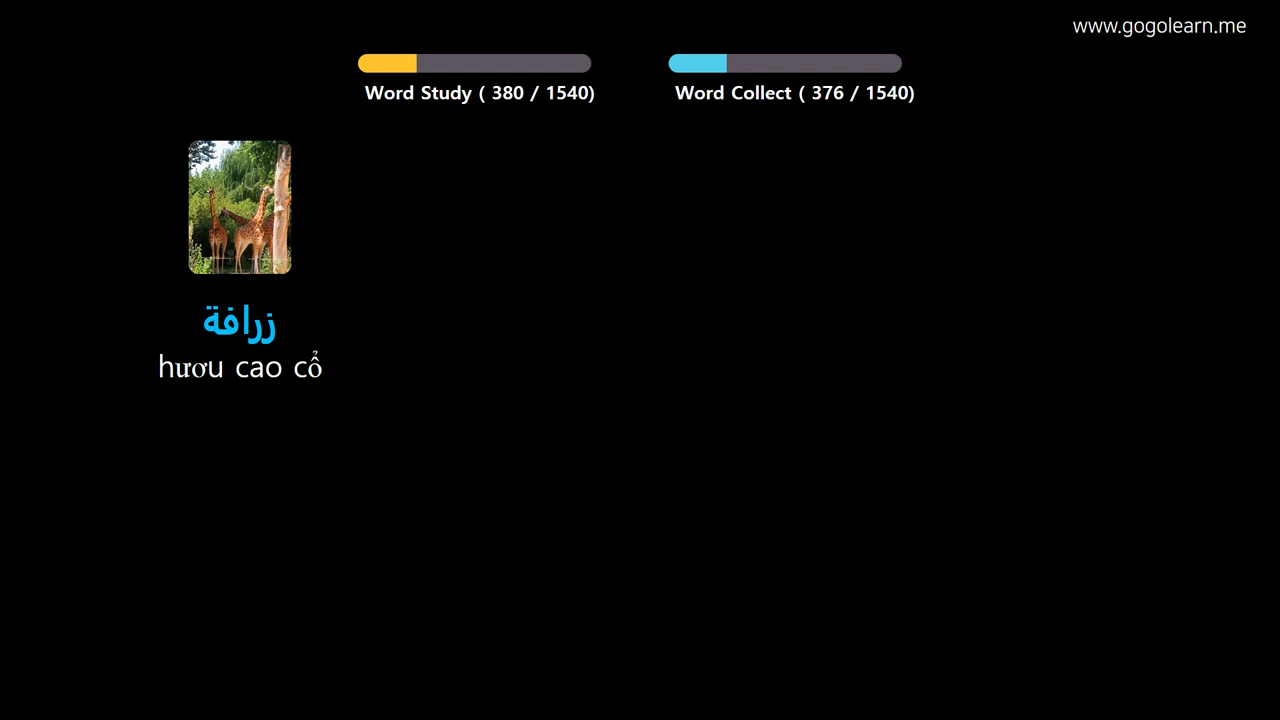 www.gogolearn.me
Word Study ( 380 / 1540)
Word Collect ( 376 / 1540)
زرافة
hươu cao cổ